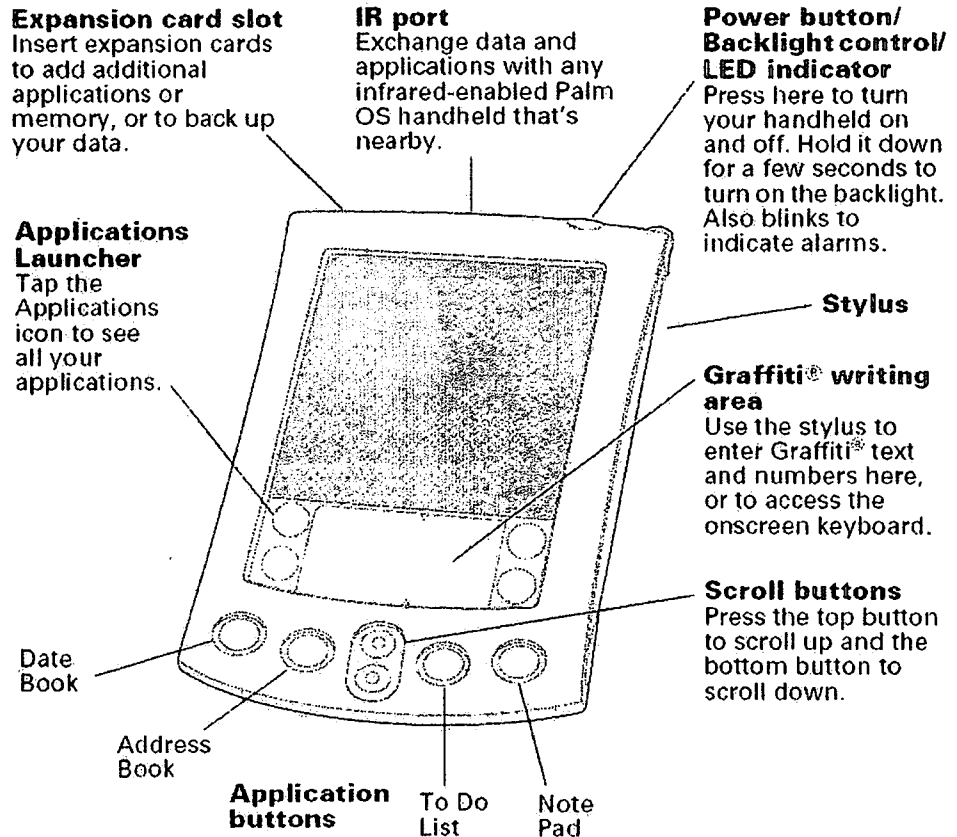 Expansion card slot
Insert expansion cards
to add additional
applications or
memory, or to back up
your data.
IR port
Exchange data and
applications with any
infrared-enabled Palm
OS handheld that's
nearby.
Power button/
Backlight control/
LED indicator
Press here to turn
your handheld on
and off. Hold it down
for a few seconds to
turn on the backlight.
Also blinks to
indicate alarms.
Applications
Launcher
Tap the
Applications
icon to see
all your
applications.
Stylus
Graffiti® writing
area
Use the stylus to
enter Graffiti® text
and numbers here,
or to access the
onscreen keyboard.
Scroll buttons
Press the top button
to scroll up and the
bottom button to
scroll down.
Date
Book
Address
Book
Application
buttons
To Do
List
Note
Pad